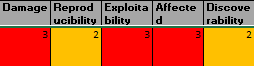 Damage Reprod Exploita Affecte Discove
ucibility bility d rability
3 2 3 3 2